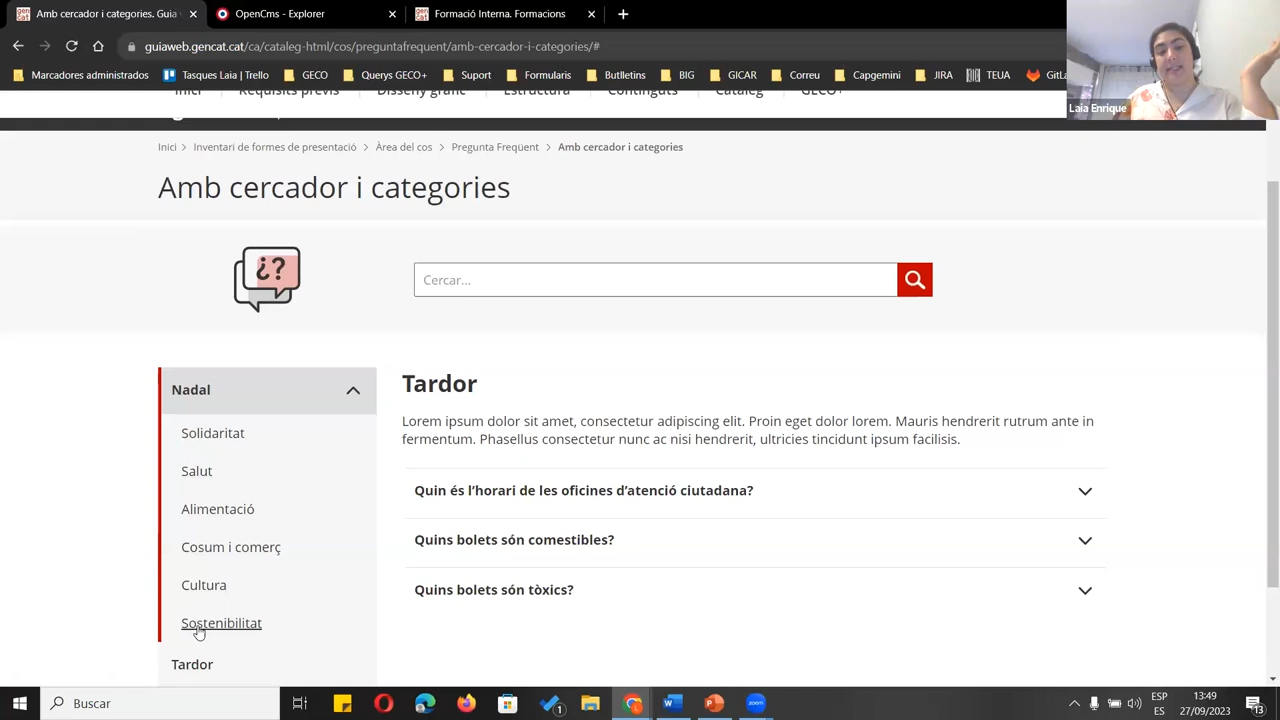 Amb cercador i categories. Guia
OpenCms - Explorer
Formació Interna. Formacions
guiaweb.gencat.cat/ca/cataleg-html/cos/preguntafrequent/amb-cercador-i-categories/#
Marcadores administrados
Tasques Laia | Trello
GECO
Querys GECO+
Suport
Formularis
Butlletins
BIG
GICAR
Correu
Capgemini
JIRA
TEUA
GitLa
Laia Enrique
Inici
Requisits previs
Disseny gràfic
Estructura
Continguts
Catàleg
GECO+
Inici > Inventari de formes de presentació > Àrea del cos > Pregunta Freqüent > Amb cercador i categories
Amb cercador i categories
¿?
Cercar...
Nadal
Solidaritat
Salut
Alimentació
Cosum i comerç
Cultura
Sostenibilitat
Tardor
Tardor
Lorem ipsum dolor sit amet, consectetur adipiscing elit. Proin eget dolor lorem. Mauris hendrerit rutrum ante in
fermentum. Phasellus consectetur nunc ac nisi hendrerit, ultricies tincidunt ipsum facilisis.
Quin és l’horari de les oficines d’atenció ciutadana?
Quins bolets són comestibles?
Quins bolets són tòxics?
Buscar
1
zoom
ESP
ES
13:49
27/09/2023
13